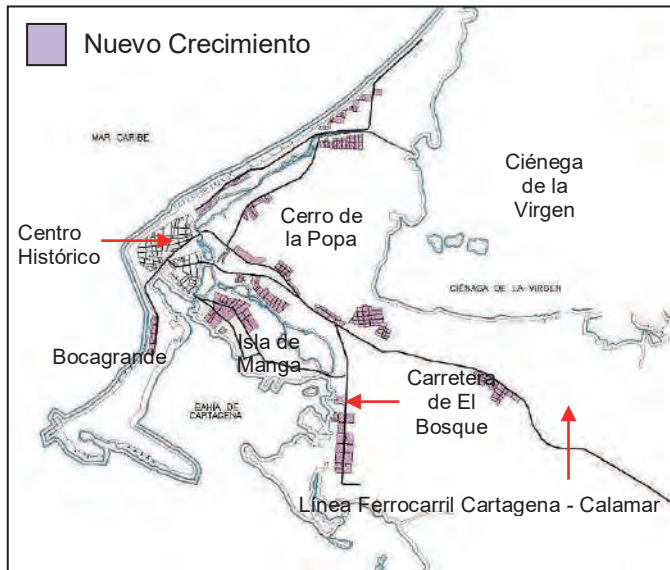 Nuevo Crecimiento
MAR CARIBE
Ciénega
de la
Virgen
Cerro de
la Popa
Centro
Histórico
CIÉNAGA DE LA VIRGEN
Bocagrande
Isla de
Manga
BAHÍA DE
CARTAGENA
Carretera
de El
Bosque
Línea Ferrocarril Cartagena - Calamar